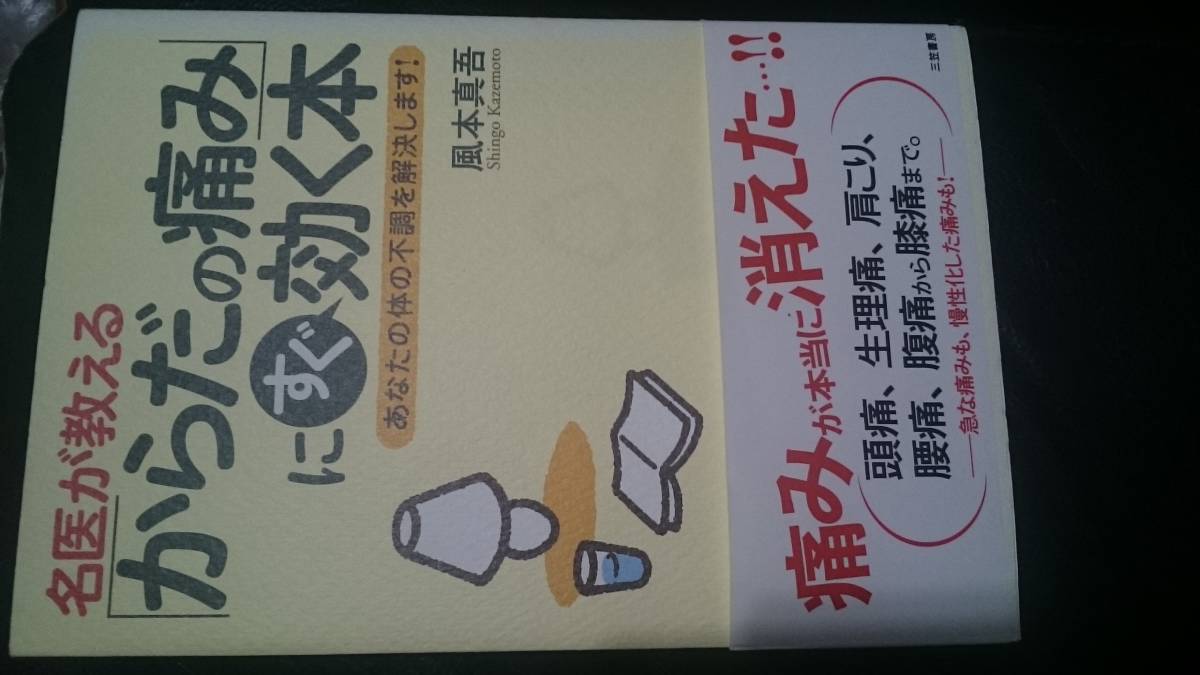 名医が教える
「からだの痛み」
にすぐ効く本
あなたの体の不調を解決します!
風本真吾
Shingo Kazemoto
痛みが本当に消えた…!!
頭痛、生理痛、肩こり、
腰痛、腹痛から膝痛まで。
――急な痛みも、慢性化した痛みも!――
三笠書房